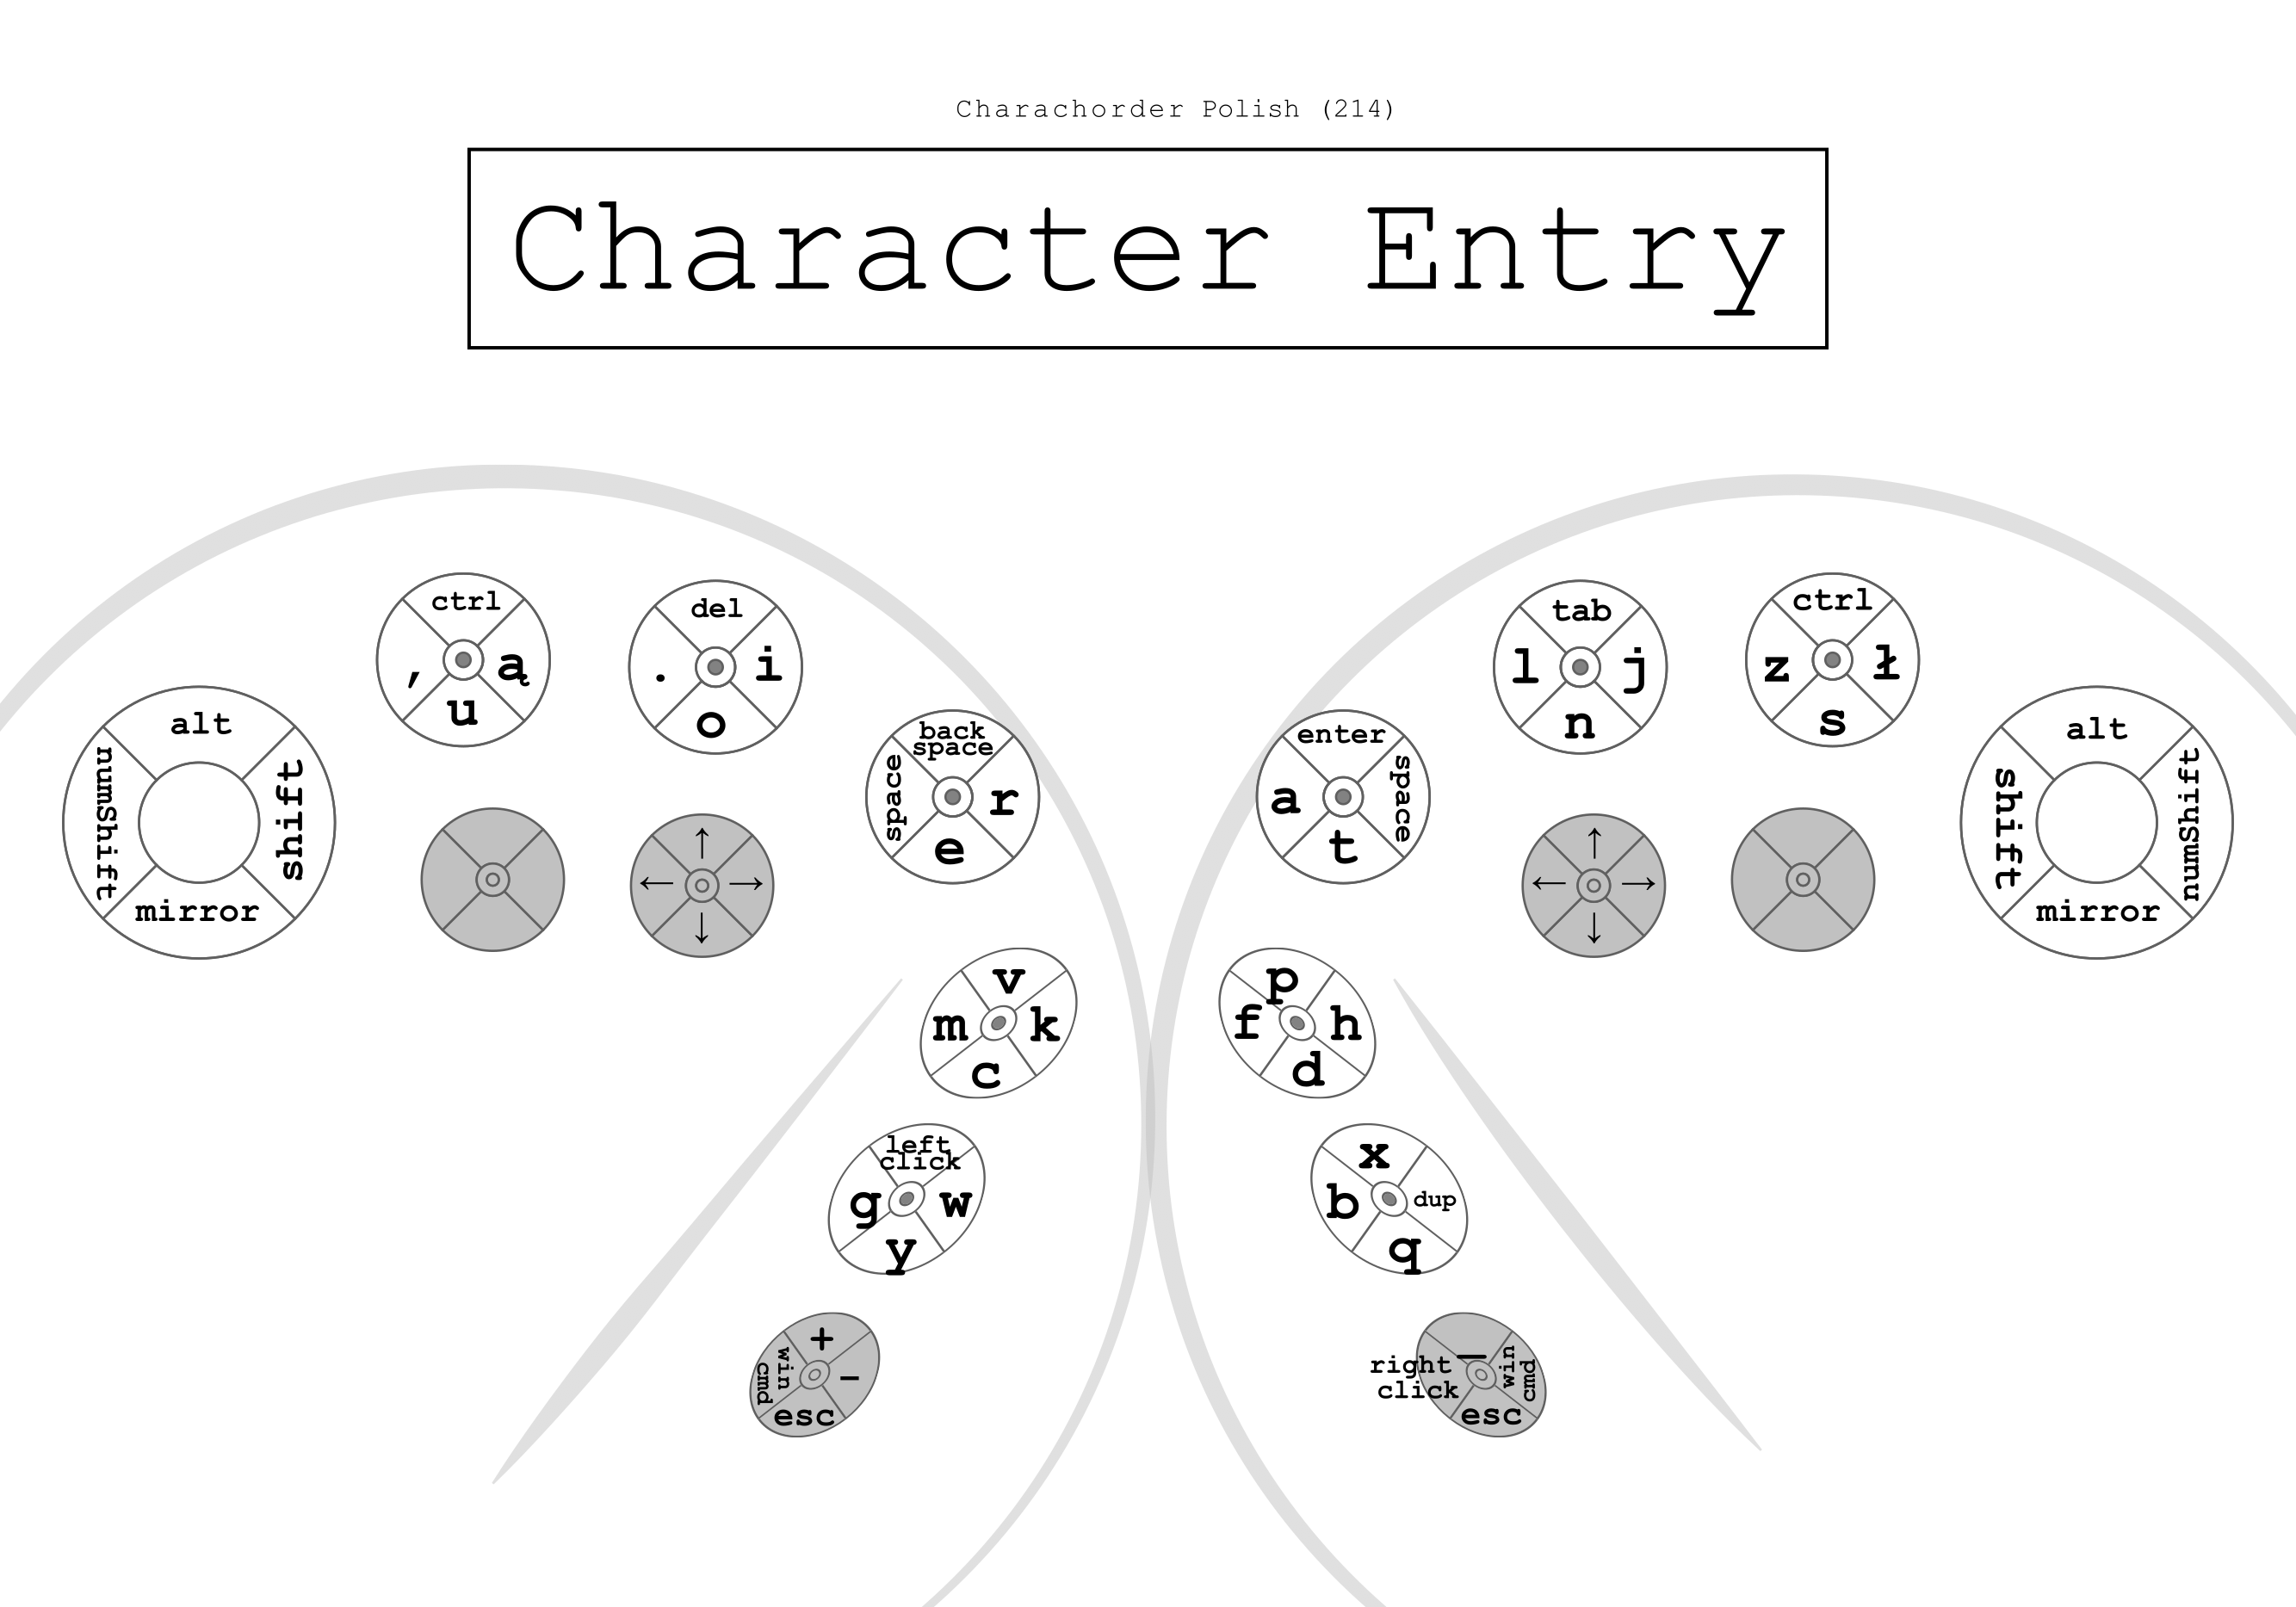 Charachorder Polish (214)
Character Entry
alt
numShift
shift
mirror
ctrl
, ą
u
del
. i
o
back
space
space
r
e
↑
← →
↓
v
m k
c
left
click
g w
y
+
win
cmd
-
esc
enter
a
space
t
tab
l j
n
ctrl
z ł
s
↑
← →
↓
alt
shift
numShift
mirror
p
f h
d
x
b dup
q
—
right
click
win
cmd
esc